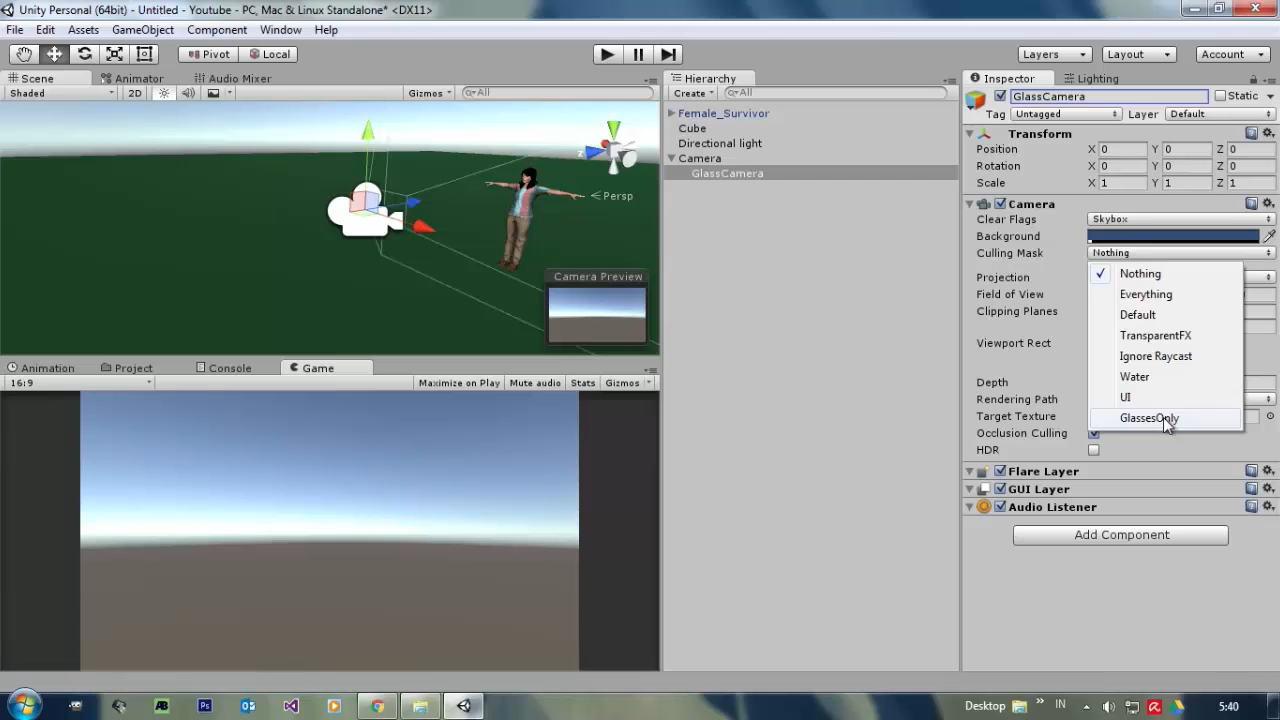 Unity Personal (64bit) - Untitled - Youtube - PC, Mac & Linux Standalone* <DX11>
File Edit Assets GameObject Component Window Help
Pivot Local Layers Layout Account
Scene Animator Audio Mixer
Shaded 2D Gizmos All
Persp
Camera Preview
Animation Project Console Game
16:9 Maximize on Play Mute audio Stats Gizmos
Hierarchy
Create All
Female_Survivor
Cube
Directional light
Camera
GlassCamera
Inspector Lighting
GlassCamera Static
Tag Untagged Layer Default
Transform
Position X 0 Y 0 Z 0
Rotation X 0 Y 0 Z 0
Scale X 1 Y 1 Z 1
Camera
Clear Flags Skybox
Background
Culling Mask Nothing
Nothing
Everything
Default
TransparentFX
Ignore Raycast
Water
UI
GlassesOnly
Projection
Field of View
Clipping Planes
Viewport Rect
Depth
Rendering Path
Target Texture
Occlusion Culling
HDR
Flare Layer
GUI Layer
Audio Listener
Add Component
AB Ps Desktop » IN 5:40